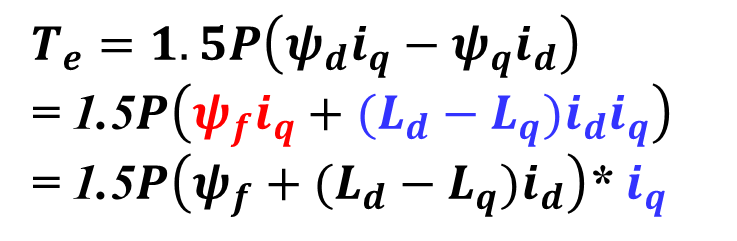 Tₑ = 1.5P(ψ_d i_q − ψ_q i_d)
= 1.5P(ψ_f i_q + (L_d − L_q)i_d i_q)
= 1.5P(ψ_f + (L_d − L_q)i_d)* i_q